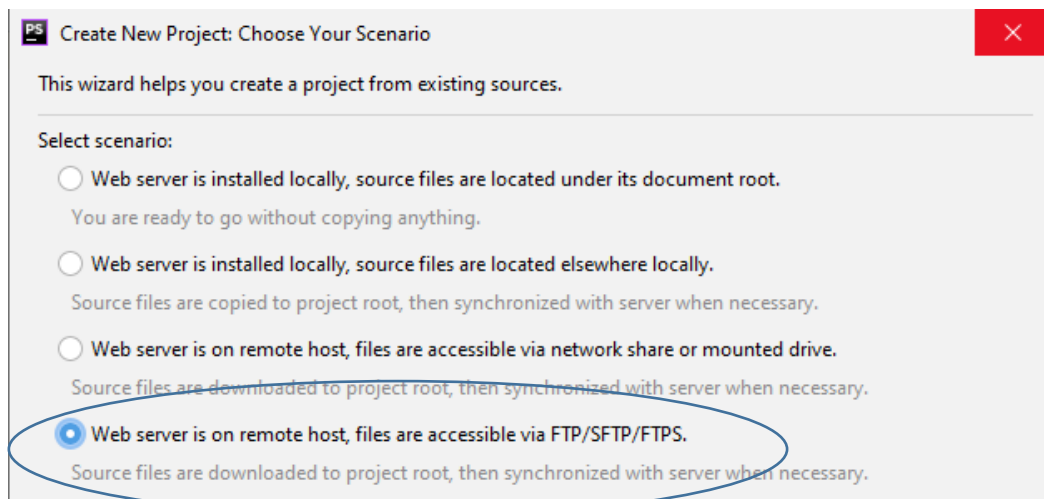 PS Create New Project: Choose Your Scenario
This wizard helps you create a project from existing sources.
Select scenario:
Web server is installed locally, source files are located under its document root.
You are ready to go without copying anything.
Web server is installed locally, source files are located elsewhere locally.
Source files are copied to project root, then synchronized with server when necessary.
Web server is on remote host, files are accessible via network share or mounted drive.
Source files are downloaded to project root, then synchronized with server when necessary.
Web server is on remote host, files are accessible via FTP/SFTP/FTPS.
Source files are downloaded to project root, then synchronized with server when necessary.